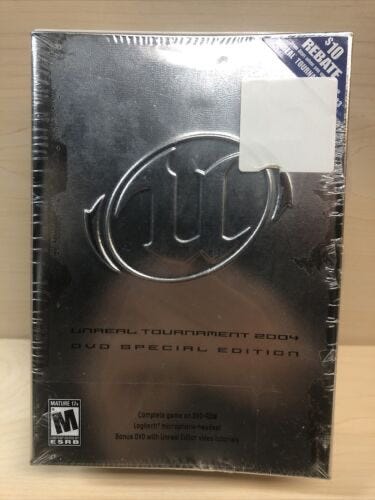 $10
REBATE
U
UNREAL TOURNAMENT 2004
DVD SPECIAL EDITION
Complete game on DVD-ROM
Logitech® microphone-headset
Bonus DVD with Unreal Editor video tutorials
MATURE 17+
M
ESRB